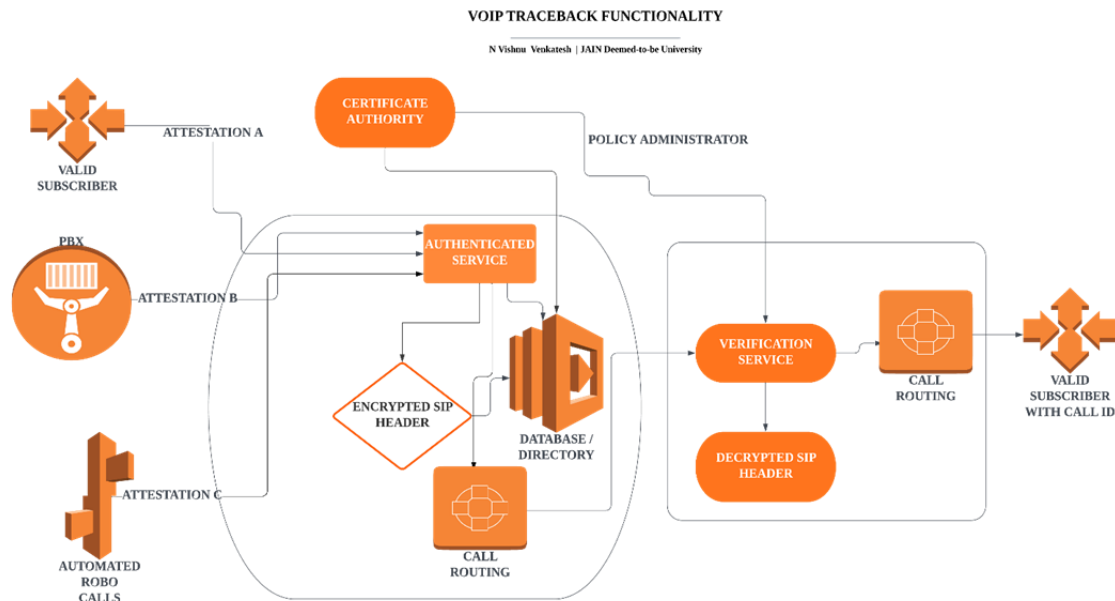 VOIP TRACEBACK FUNCTIONALITY
N Vishnu Venkatesh | JAIN Deemed-to-be University
CERTIFICATE
AUTHORITY
ATTESTATION A
POLICY ADMINISTRATOR
VALID
SUBSCRIBER
PBX
AUTHENTICATED
SERVICE
ATTESTATION B
VERIFICATION
SERVICE
CALL
ROUTING
VALID
SUBSCRIBER
WITH CALL ID
ENCRYPTED SIP
HEADER
DATABASE /
DIRECTORY
DECRYPTED SIP
HEADER
ATTESTATION C
CALL
ROUTING
AUTOMATED
ROBO
CALLS